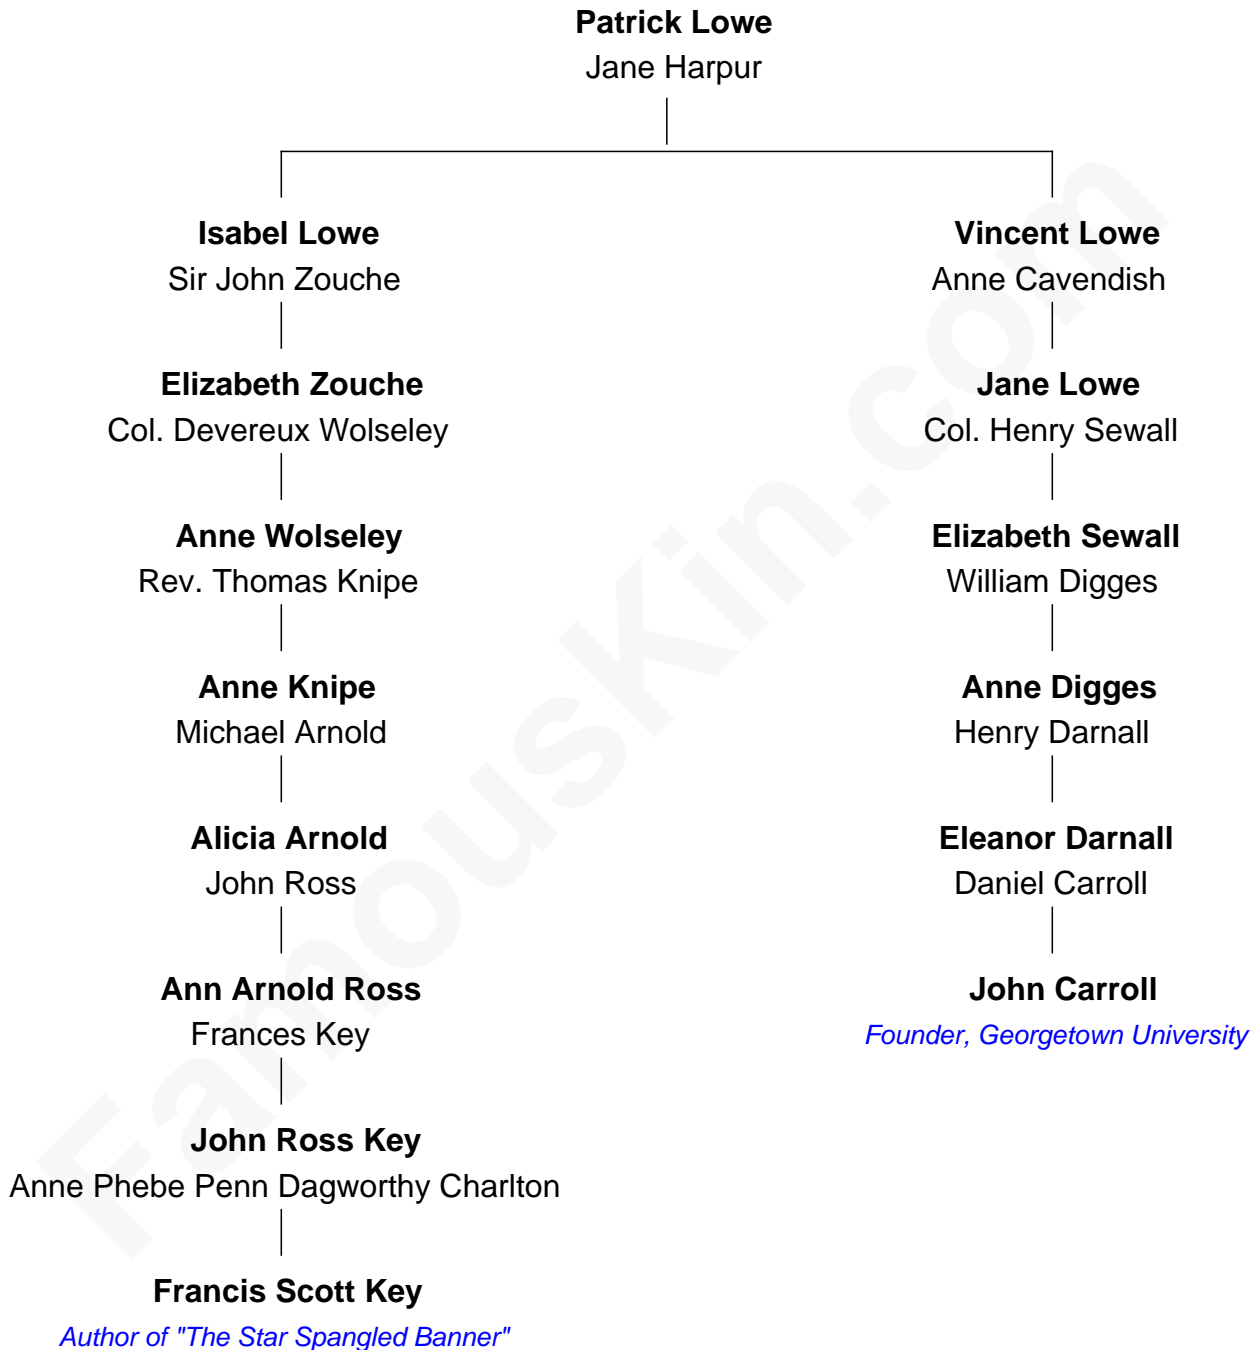 Patrick Lowe
Jane Harpur
Isabel Lowe
Sir John Zouche
Vincent Lowe
Anne Cavendish
Elizabeth Zouche
Col. Devereux Wolseley
Jane Lowe
Col. Henry Sewall
Anne Wolseley
Rev. Thomas Knipe
Elizabeth Sewall
William Digges
Anne Knipe
Michael Arnold
Anne Digges
Henry Darnall
Alicia Arnold
John Ross
Eleanor Darnall
Daniel Carroll
Ann Arnold Ross
Frances Key
John Carroll
Founder, Georgetown University
John Ross Key
Anne Phebe Penn Dagworthy Charlton
Francis Scott Key
Author of "The Star Spangled Banner"
FamousKin.com